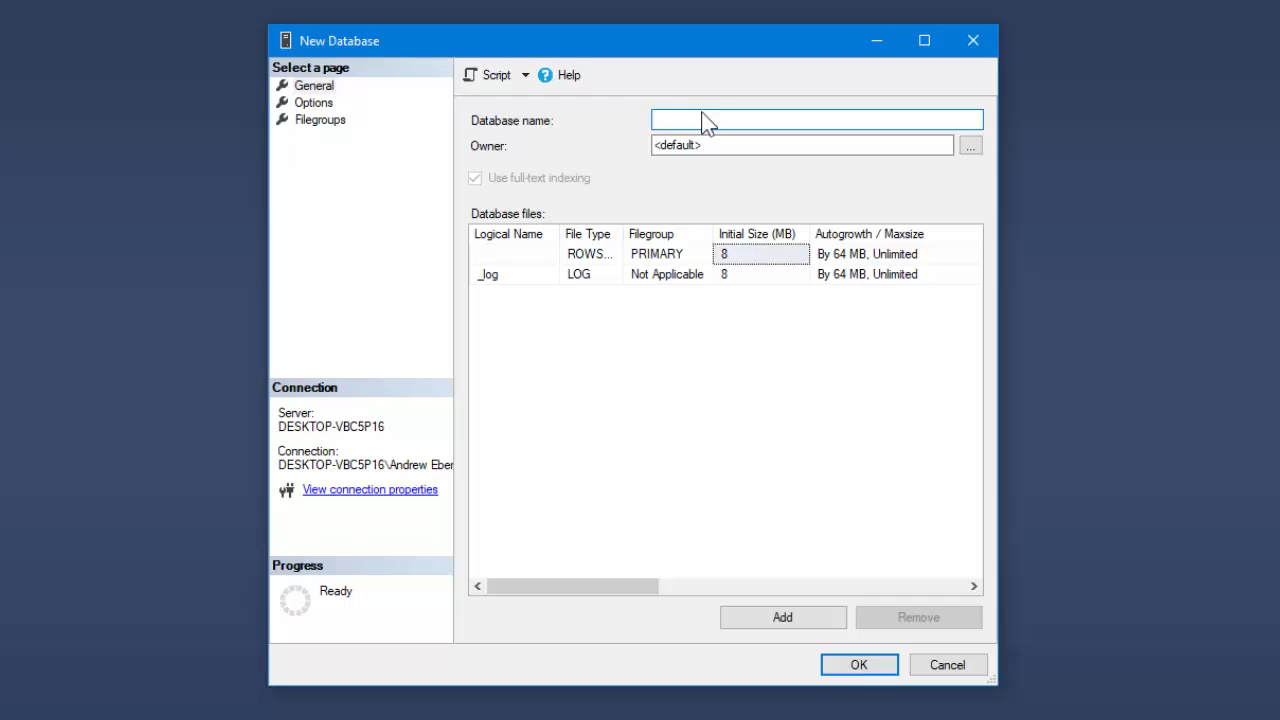 New Database
Select a page
General
Options
Filegroups
Script
Help
Database name:
Owner:
<default>
...
Use full-text indexing
Database files:
Logical Name File Type Filegroup Initial Size (MB) Autogrowth / Maxsize
ROWS... PRIMARY 8 By 64 MB, Unlimited
_log LOG Not Applicable 8 By 64 MB, Unlimited
Connection
Server:
DESKTOP-VBC5P16
Connection:
DESKTOP-VBC5P16\Andrew Eber
View connection properties
Progress
Ready
Add
Remove
OK
Cancel